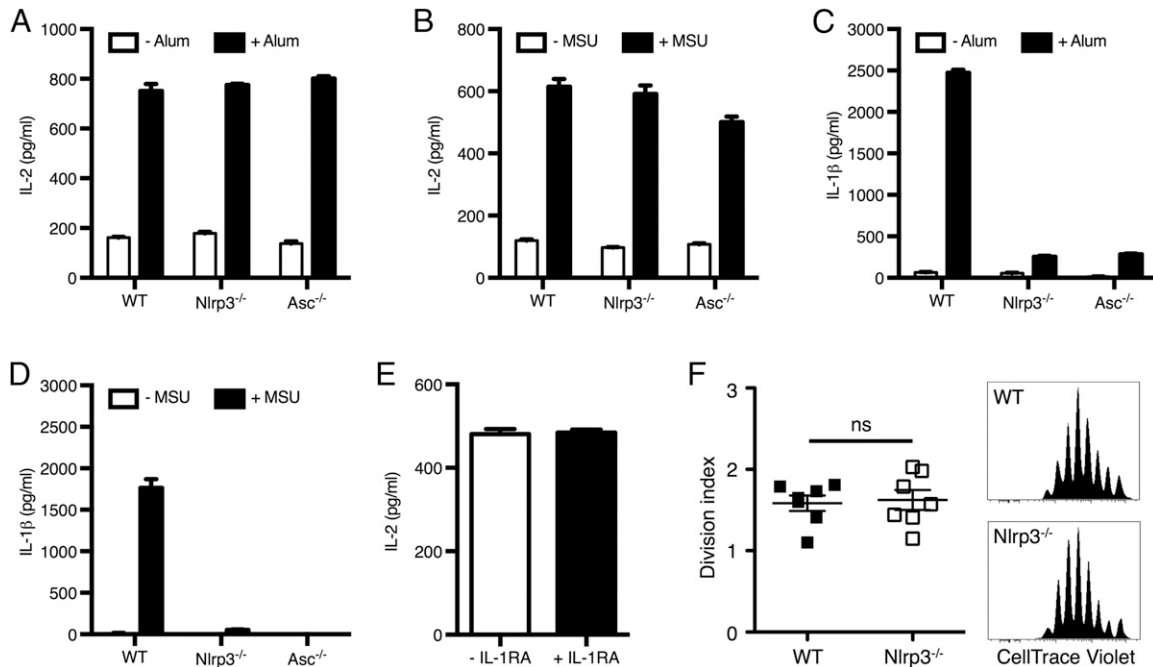 A
- Alum + Alum
1000
800
600
400
200
0
IL-2 (pg/ml)
WT Nlrp3-/- Asc-/-
B
- MSU + MSU
800
600
400
200
0
IL-2 (pg/ml)
WT Nlrp3-/- Asc-/-
C
- Alum + Alum
3000
2500
2000
1500
1000
500
0
IL-1β (pg/ml)
WT Nlrp3-/- Asc-/-
D
- MSU + MSU
3000
2500
2000
1500
1000
500
0
IL-1β (pg/ml)
WT Nlrp3-/- Asc-/-
E
600
400
200
0
IL-2 (pg/ml)
- IL-1RA + IL-1RA
F
3
2
1
0
Division index
ns
WT Nlrp3-/-
WT
Nlrp3-/-
CellTrace Violet